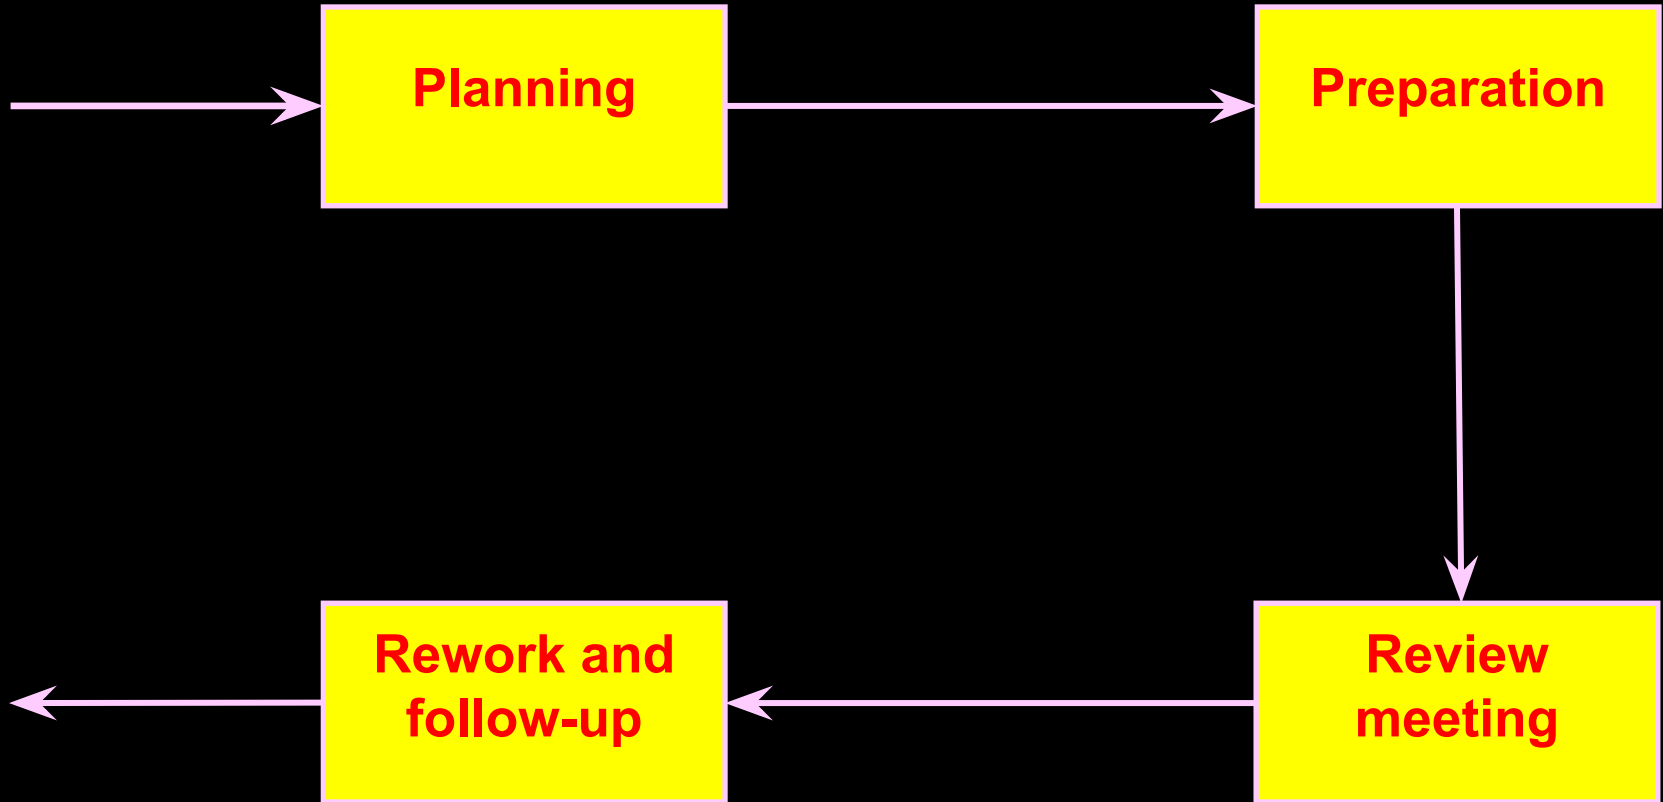 Planning
Preparation
Rework and
follow-up
Review
meeting